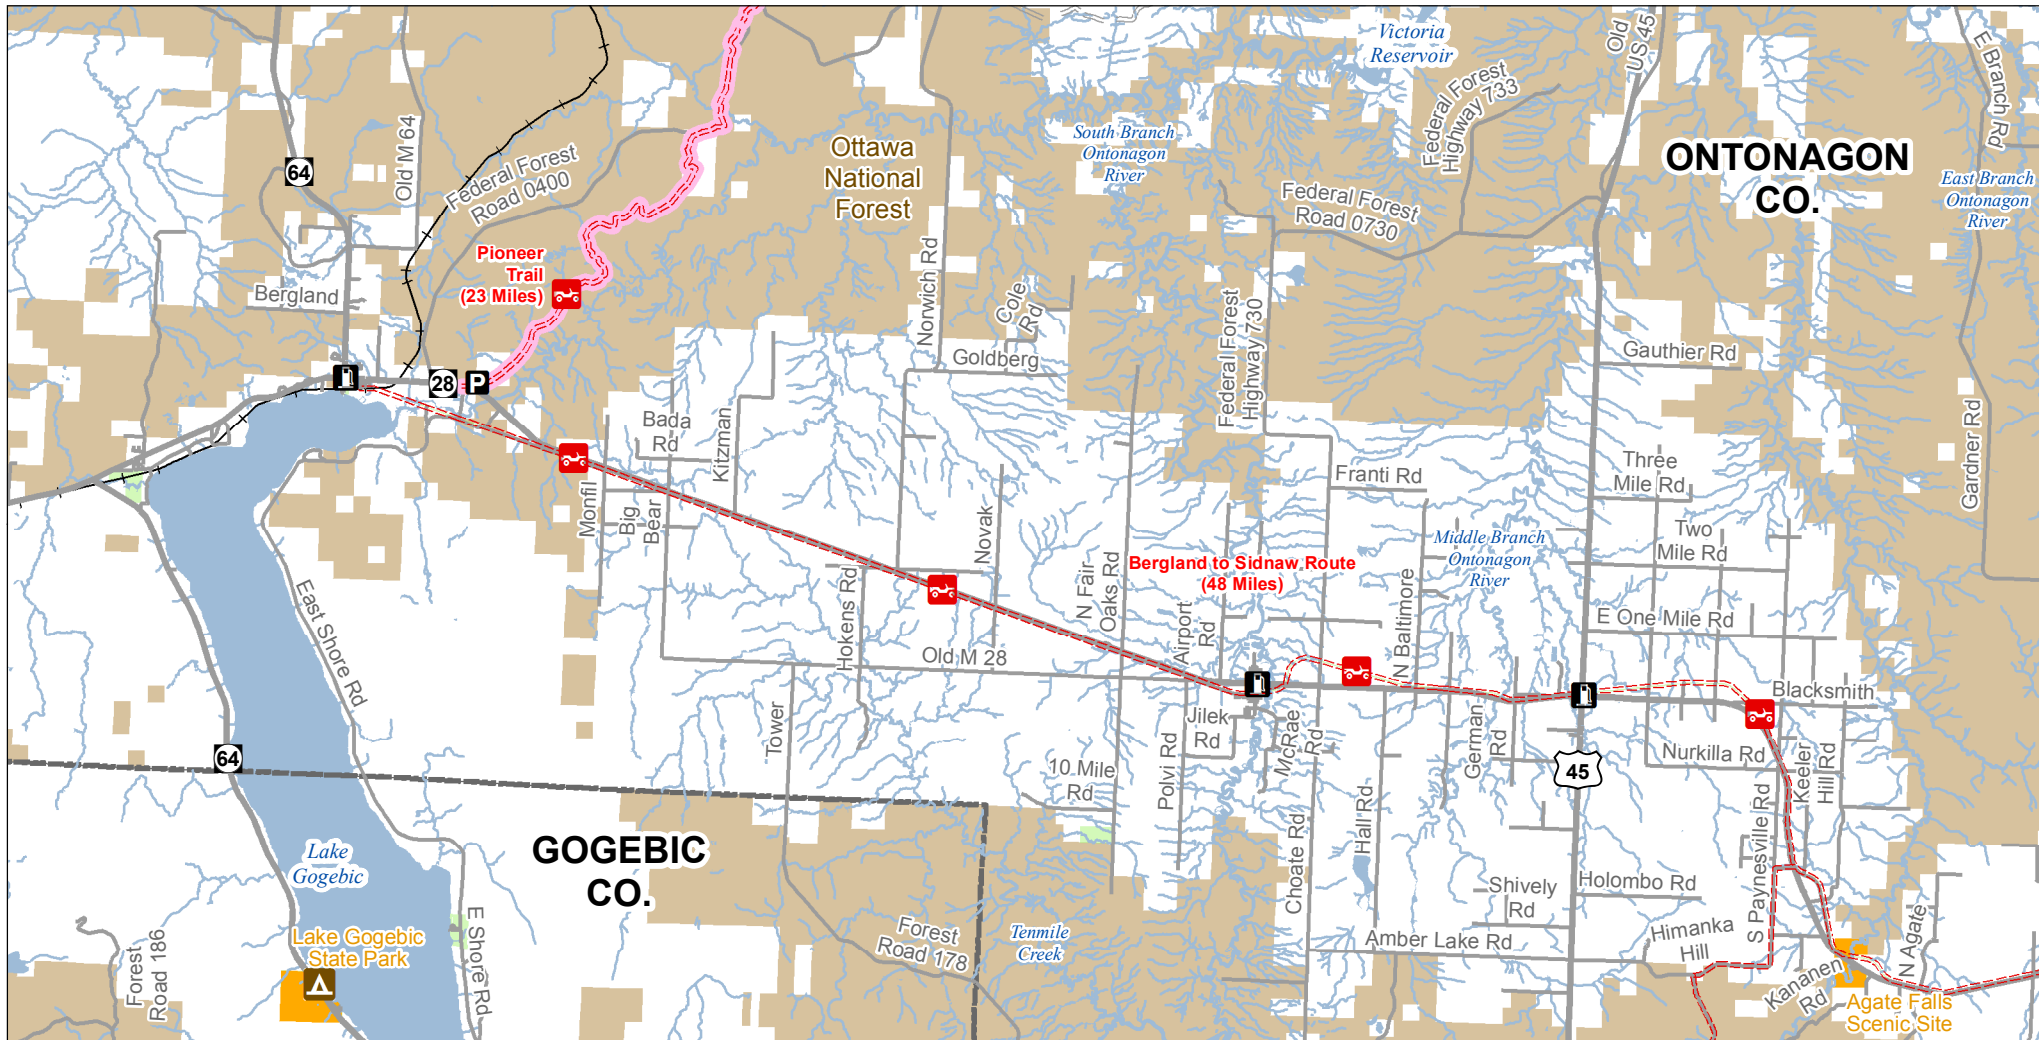 Victoria
Reservoir
Old
US 45
E Branch Rd
Federal Forest
Highway 733
Old M 64
64
Federal Forest
Road 0400
Ottawa
National
Forest
South Branch
Ontonagon
River
ONTONAGON
CO.
East Branch
Ontonagon
River
Federal Forest
Road 0730
Pioneer
Trail
(23 Miles)
Bergland
Norwich Rd
Cole
Rd
Federal Forest
Highway 730
Goldberg
Gauthier Rd
28
P
Bada
Rd
Kitzman
Gardner Rd
Three
Mile Rd
Franti Rd
Monfil
Big
Bear
Novak
Two
Mile Rd
Middle Branch
Ontonagon
River
Bergland to Sidnaw Route
(48 Miles)
N Fair
Oaks Rd
Airport
Rd
N Baltimore
E One Mile Rd
East Shore Rd
Hokens Rd
Old M 28
Blacksmith
Tower
Jilek
Rd
McRae
Rd
German
Rd
Nurkilla Rd
Keeler
Hill Rd
64
45
10 Mile
Rd
Polvi Rd
Choate Rd
Hall Rd
S Paynesville Rd
GOGEBIC
CO.
Lake
Gogebic
Shively
Rd
Holombo Rd
E Shore Rd
Forest
Road 186
Lake Gogebic
State Park
Forest
Road 178
Tenmile
Creek
Amber Lake Rd
Himanka
Hill
N Agate
Kananen
Rd
Agate Falls
Scenic Site